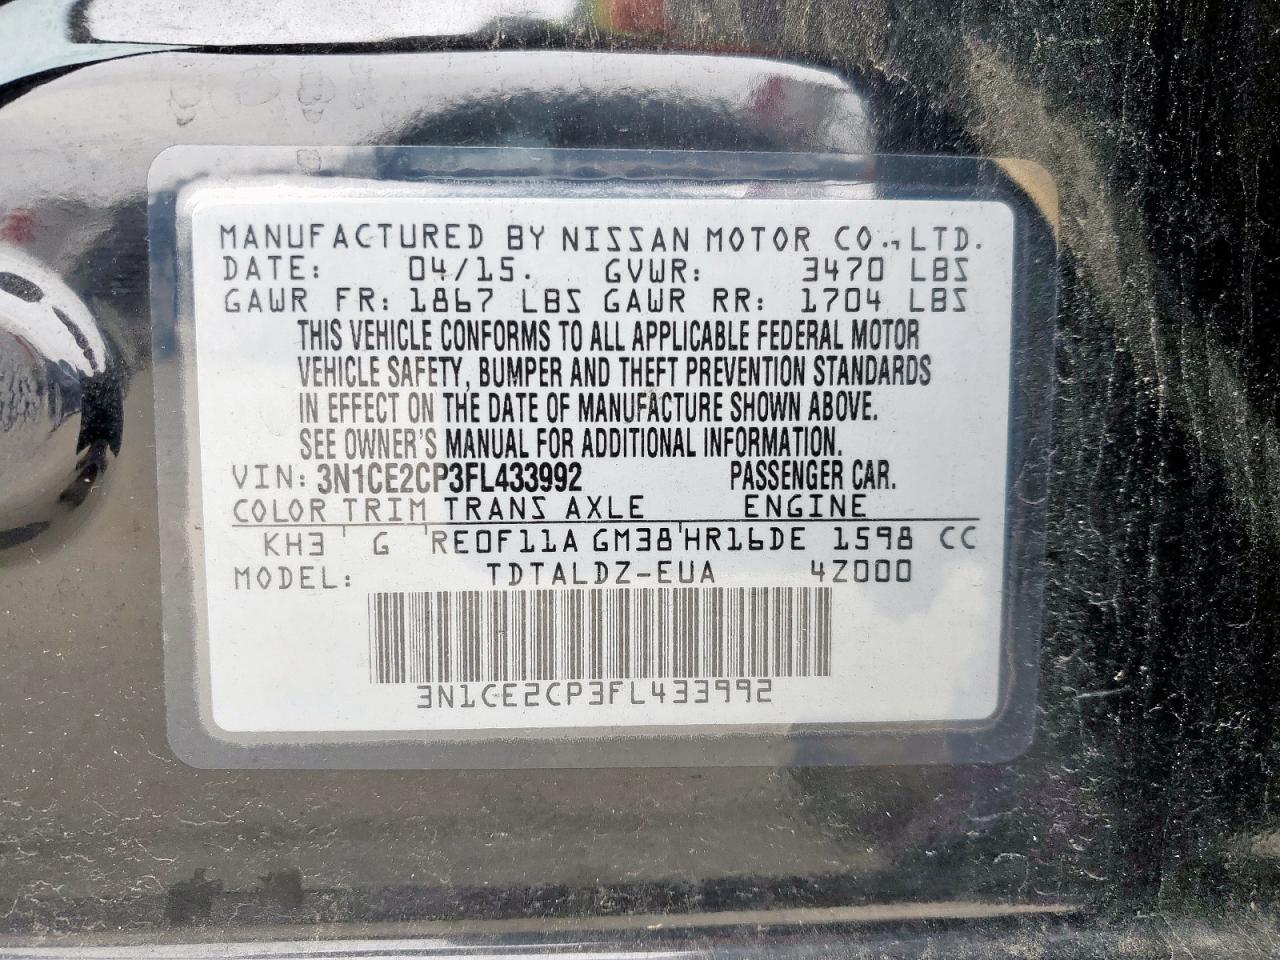 MANUFACTURED BY NISSAN MOTOR CO., LTD.
DATE: 04/15. GVWR: 3470 LBS
GAWR FR: 1867 LBS GAWR RR: 1704 LBS
THIS VEHICLE CONFORMS TO ALL APPLICABLE FEDERAL MOTOR
VEHICLE SAFETY, BUMPER AND THEFT PREVENTION STANDARDS
IN EFFECT ON THE DATE OF MANUFACTURE SHOWN ABOVE.
SEE OWNER'S MANUAL FOR ADDITIONAL INFORMATION.
VIN: 3N1CE2CP3FL433992 PASSENGER CAR.
COLOR TRIM TRANS AXLE ENGINE
KH3 ' G ' RE0F11A GM38 ' HR16DE 1598 CC
MODEL: TDTALDZ-EUA 4Z000
3N1CE2CP3FL433992